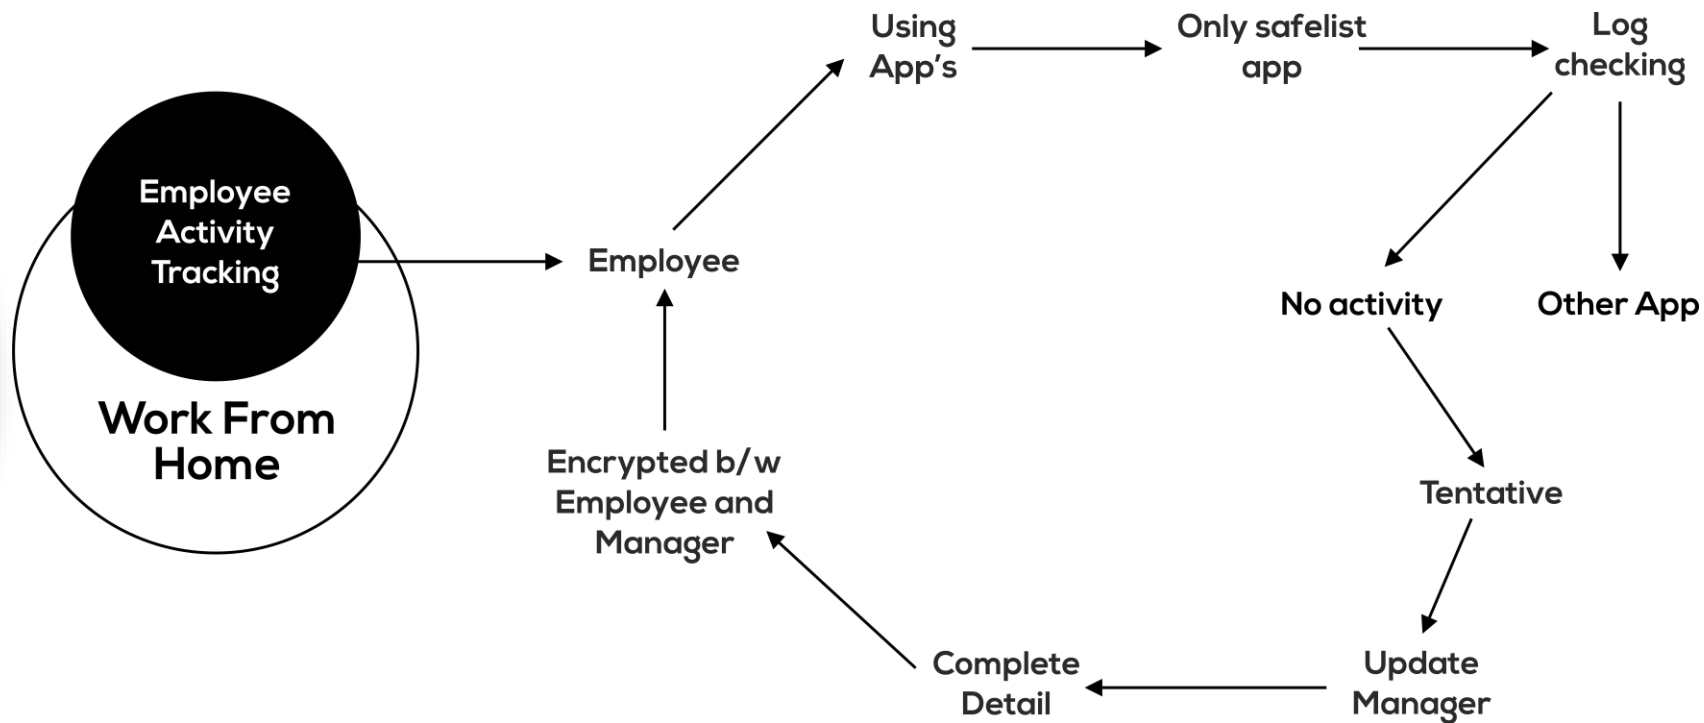 Employee
Activity
Tracking
Work From
Home
Employee
Using
App's
Only safelist
app
Log
checking
No activity
Other App
Tentative
Update
Manager
Complete
Detail
Encrypted b/w
Employee and
Manager